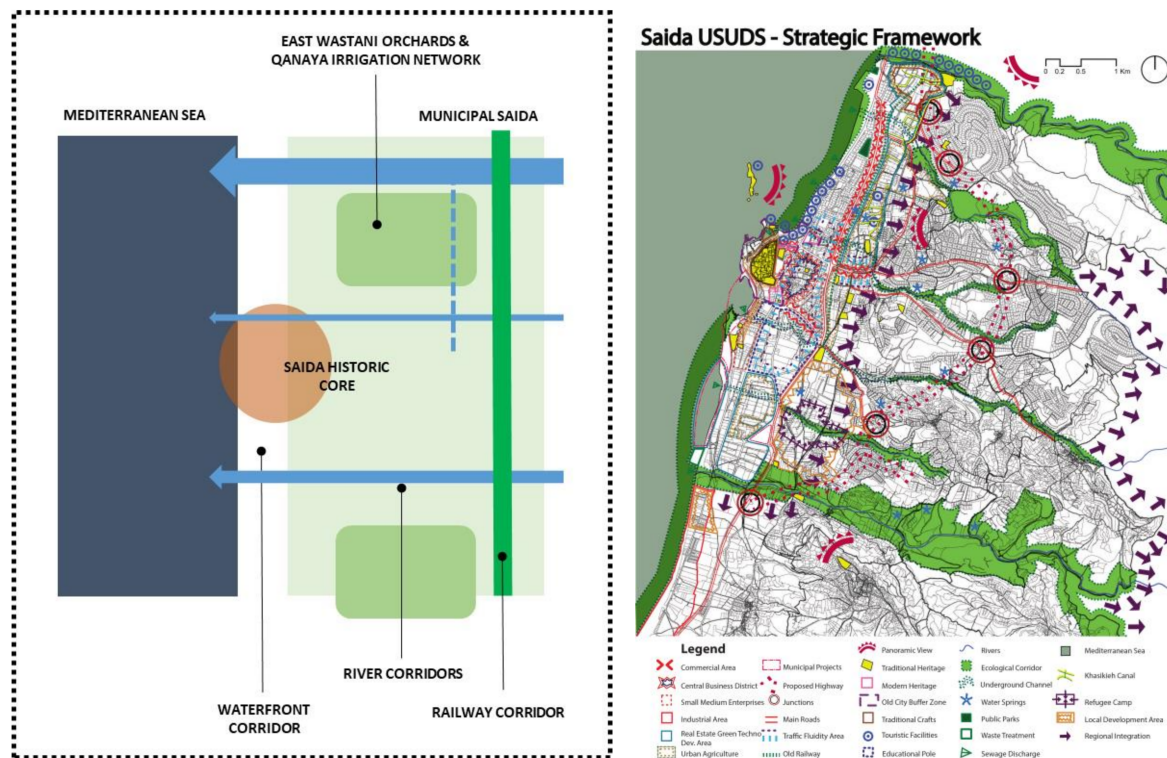 EAST WASTANI ORCHARDS &
QANAYA IRRIGATION NETWORK
MEDITERRANEAN SEA
MUNICIPAL SAIDA
SAIDA HISTORIC
CORE
RIVER CORRIDORS
WATERFRONT
CORRIDOR
RAILWAY CORRIDOR
Saida USUDS - Strategic Framework
0 0.2 0.5 1 Km
Legend
Commercial Area
Central Business District
Small Medium Enterprises
Industrial Area
Real Estate Green Techno
Dev. Area
Urban Agriculture
Municipal Projects
Proposed Highway
Junctions
Main Roads
Traffic Fluidity Area
Old Railway
Panoramic View
Traditional Heritage
Modern Heritage
Old City Buffer Zone
Traditional Crafts
Touristic Facilities
Educational Pole
Rivers
Ecological Corridor
Underground Channel
Water Springs
Public Parks
Waste Treatment
Sewage Discharge
Mediterranean Sea
Khasikieh Canal
Refugee Camp
Local Development Area
Regional Integration